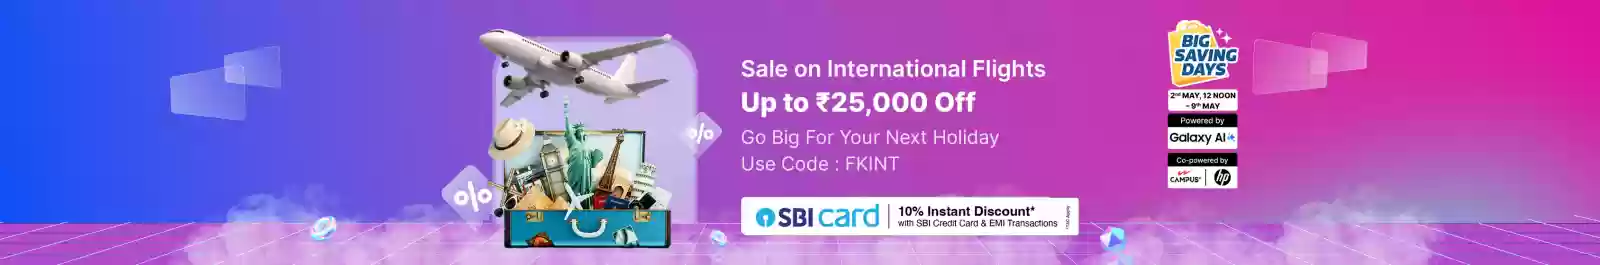 Sale on International Flights
Up to ₹25,000 Off
Go Big For Your Next Holiday
Use Code : FKINT
SBI card
10% Instant Discount*
with SBI Credit Card & EMI Transactions
*T&C Apply
%
%
BIG
SAVING
DAYS
2nd MAY, 12 NOON
- 9th MAY
Powered by
Galaxy AI
Co-powered by
CAMPUS
hp